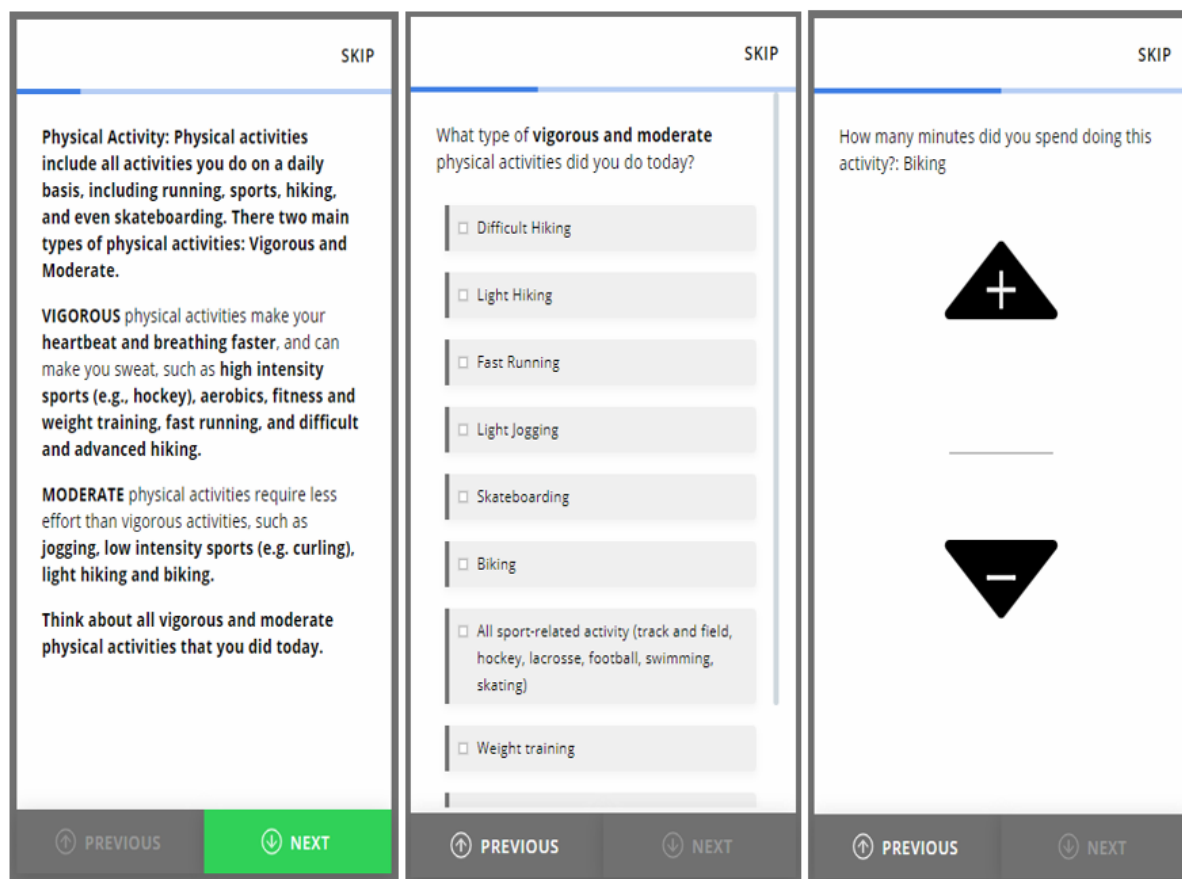 SKIP
Physical Activity: Physical activities
include all activities you do on a daily
basis, including running, sports, hiking,
and even skateboarding. There two main
types of physical activities: Vigorous and
Moderate.
VIGOROUS physical activities make your
heartbeat and breathing faster, and can
make you sweat, such as high intensity
sports (e.g., hockey), aerobics, fitness and
weight training, fast running, and difficult
and advanced hiking.
MODERATE physical activities require less
effort than vigorous activities, such as
jogging, low intensity sports (e.g. curling),
light hiking and biking.
Think about all vigorous and moderate
physical activities that you did today.
PREVIOUS
NEXT
SKIP
What type of vigorous and moderate
physical activities did you do today?
Difficult Hiking
Light Hiking
Fast Running
Light Jogging
Skateboarding
Biking
All sport-related activity (track and field,
hockey, lacrosse, football, swimming,
skating)
Weight training
PREVIOUS
NEXT
SKIP
How many minutes did you spend doing this
activity?: Biking
+
−
PREVIOUS
NEXT